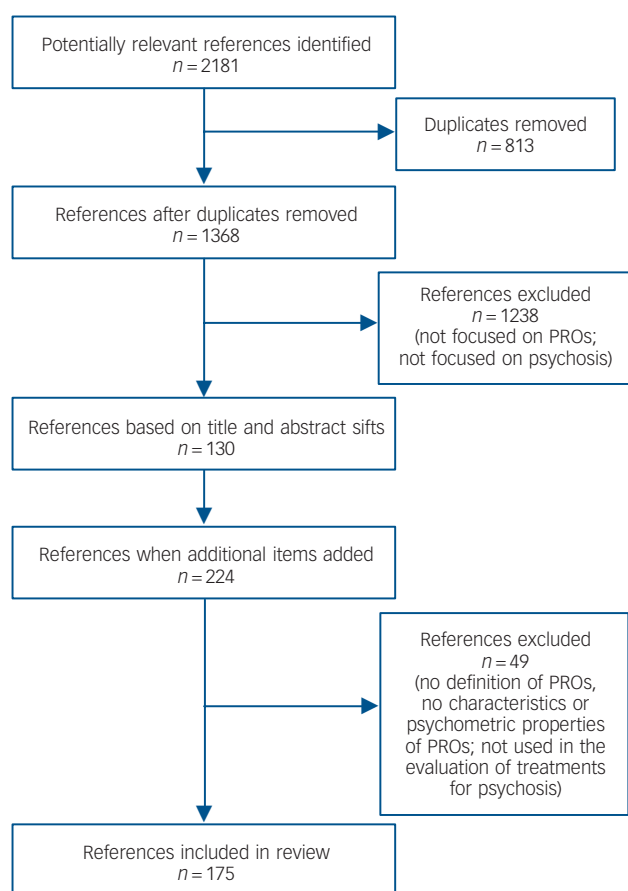 Potentially relevant references identified
n = 2181
Duplicates removed
n = 813
References after duplicates removed
n = 1368
References excluded
n = 1238
(not focused on PROs;
not focused on psychosis)
References based on title and abstract sifts
n = 130
References when additional items added
n = 224
References excluded
n = 49
(no definition of PROs,
no characteristics or
psychometric properties
of PROs; not used in the
evaluation of treatments
for psychosis)
References included in review
n = 175